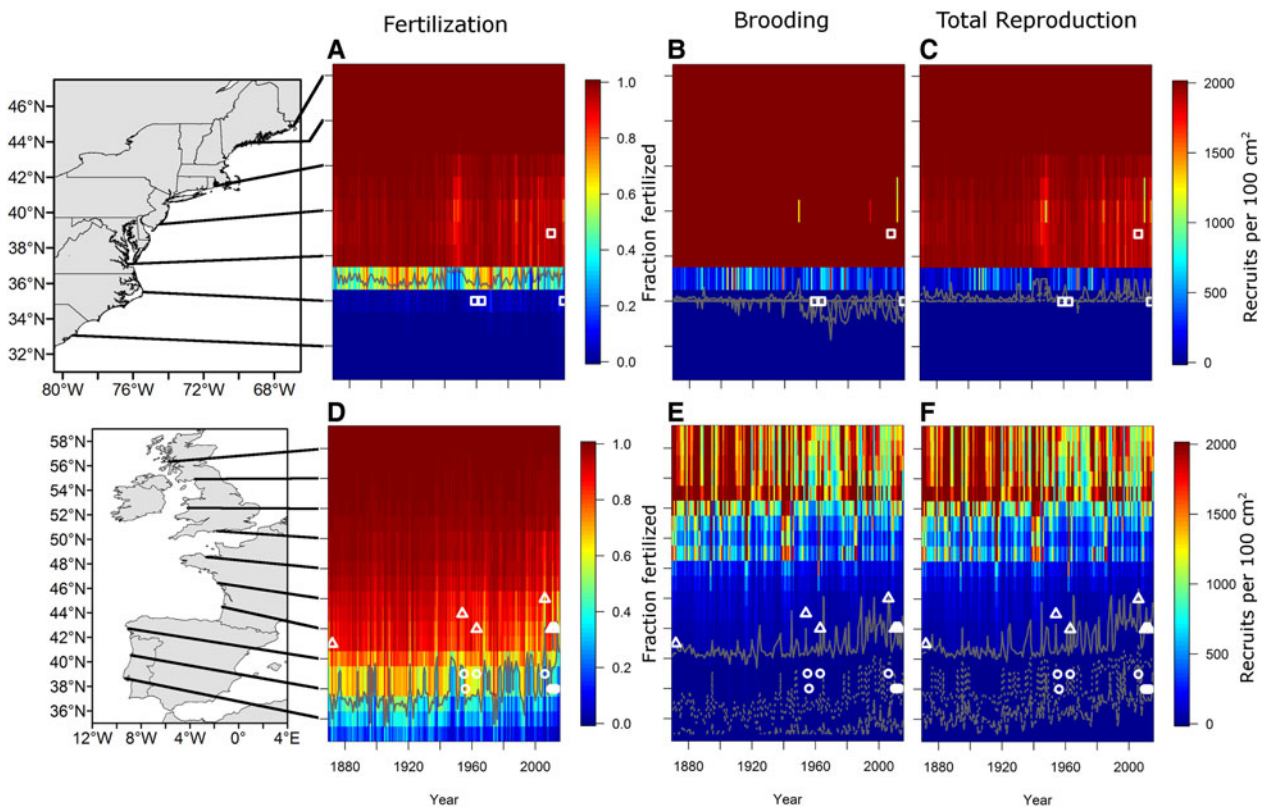 Fertilization
Brooding
Total Reproduction
A
B
C
46°N
44°N
42°N
40°N
38°N
36°N
34°N
32°N
80°W 76°W 72°W 68°W
1.0
0.8
0.6
0.4
0.2
0.0
Fraction fertilized
2000
1500
1000
500
0
Recruits per 100 cm²
D
E
F
58°N
56°N
54°N
52°N
50°N
48°N
46°N
44°N
42°N
40°N
38°N
36°N
12°W 8°W 4°W 0° 4°E
1.0
0.8
0.6
0.4
0.2
0.0
Fraction fertilized
2000
1500
1000
500
0
Recruits per 100 cm²
1880 1920 1960 2000
1880 1920 1960 2000
1880 1920 1960 2000
Year
Year
Year